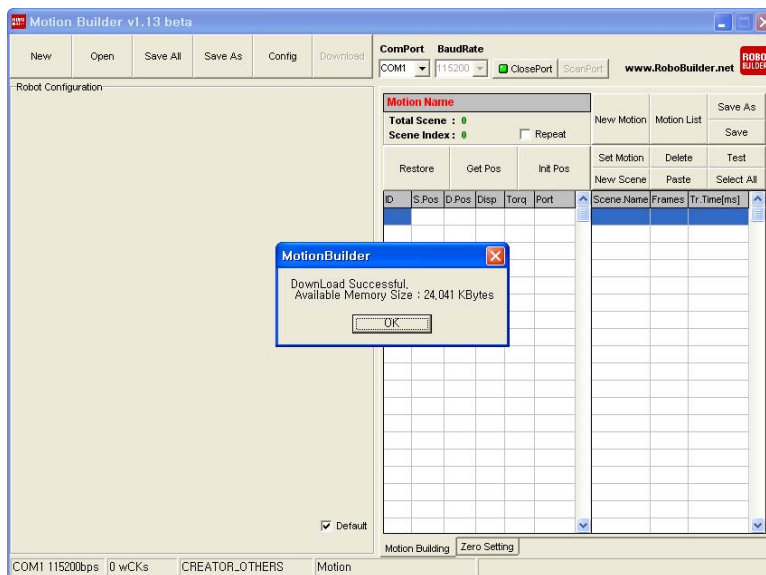 Motion Builder v1.13 beta
New Open Save All Save As Config Download
ComPort BaudRate
COM1 115200 ClosePort ScanPort www.RoboBuilder.net
ROBO
BUILDER
Robot Configuration
Motion Name
Total Scene : 0
Scene Index : 0 Repeat
New Motion Motion List Save As
Save
Restore Get Pos Init Pos
Set Motion Delete Test
New Scene Paste Select All
ID S.Pos D.Pos Disp Torq Port
Scene.Name Frames Tr.Time[ms]
MotionBuilder
DownLoad Successful,
Available Memory Size : 24,041 KBytes
OK
Default
Motion Building Zero Setting
COM1 115200bps 0 wCKs CREATOR_OTHERS Motion